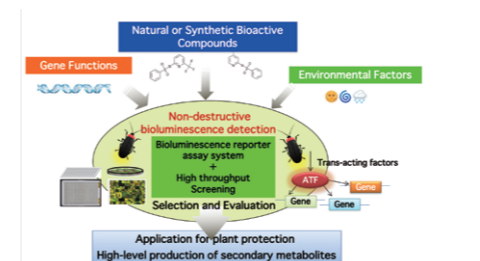 Natural or Synthetic Bioactive
Compounds
Gene Functions
Environmental Factors
Non-destructive
bioluminescence detection
Bioluminescence reporter
assay system
+
High throughput
Screening
Trans-acting factors
ATF
Gene
Gene
Gene
Selection and Evaluation
Application for plant protection
High-level production of secondary metabolites